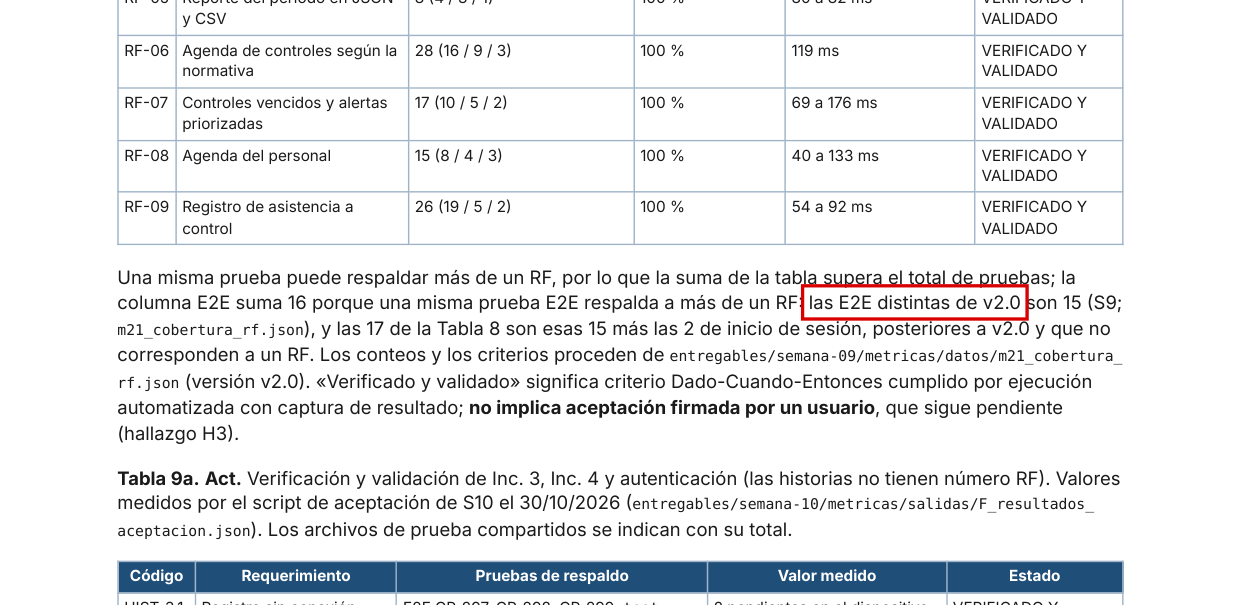 RF-05 Reporte del período en JSON
y CSV VALIDADO
RF-06 Agenda de controles según la 28 (16 / 9 / 3) 100 % 119 ms VERIFICADO Y
normativa VALIDADO
RF-07 Controles vencidos y alertas 17 (10 / 5 / 2) 100 % 69 a 176 ms VERIFICADO Y
priorizadas VALIDADO
RF-08 Agenda del personal 15 (8 / 4 / 3) 100 % 40 a 133 ms VERIFICADO Y
VALIDADO
RF-09 Registro de asistencia a 26 (19 / 5 / 2) 100 % 54 a 92 ms VERIFICADO Y
control VALIDADO
Una misma prueba puede respaldar más de un RF, por lo que la suma de la tabla supera el total de pruebas; la
columna E2E suma 16 porque una misma prueba E2E respalda a más de un RF: las E2E distintas de v2.0 son 15 (S9;
m21_cobertura_rf.json), y las 17 de la Tabla 8 son esas 15 más las 2 de inicio de sesión, posteriores a v2.0 y que no
corresponden a un RF. Los conteos y los criterios proceden de entregables/semana-09/metricas/datos/m21_cobertura_
rf.json (versión v2.0). «Verificado y validado» significa criterio Dado-Cuando-Entonces cumplido por ejecución
automatizada con captura de resultado; no implica aceptación firmada por un usuario, que sigue pendiente
(hallazgo H3).
Tabla 9a. Act. Verificación y validación de Inc. 3, Inc. 4 y autenticación (las historias no tienen número RF). Valores
medidos por el script de aceptación de S10 el 30/10/2026 (entregables/semana-10/metricas/salidas/F_resultados_
aceptacion.json). Los archivos de prueba compartidos se indican con su total.
Código Requerimiento Pruebas de respaldo Valor medido Estado